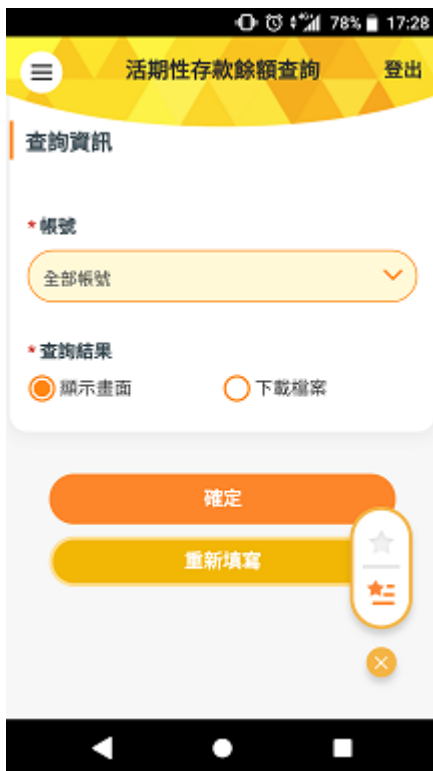 78% 17:28
活期性存款餘額查詢 登出
查詢資訊
*帳號
全部帳號
*查詢結果
顯示畫面 下載檔案
確定
重新填寫